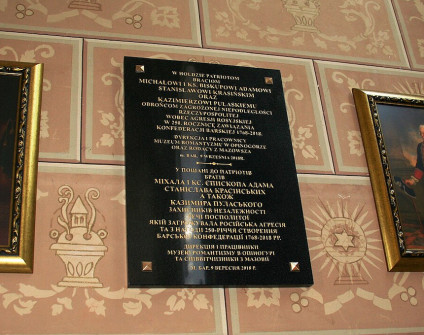 W HOŁDZIE PATRIOTOM
BRACIOM
MICHAŁOWI I KS. BISKUPOWI ADAMOWI
STANISŁAWOWI KRASIŃSKIM
ORAZ
KAZIMIERZOWI PUŁASKIEMU
OBROŃCOM ZAGROŻONEJ NIEPODLEGŁOŚCI
RZECZYPOSPOLITEJ
WOBEC AGRESJI ROSYJSKIEJ
W 250. ROCZNICĘ ZAWIĄZANIA
KONFEDERACJI BARSKIEJ 1768-2018.
DYREKCJA I PRACOWNICY
MUZEUM ROMANTYZMU W OPINOGÓRZE
ORAZ RODACY Z MAZOWSZA
m. BAR, 9 WRZEŚNIA 2018R.
У ПОШАНІ ДО ПАТРІОТІВ
БРАТІВ
МІХАЛА І КС. ЄПИСКОПА АДАМА
СТАНІСЛАВА КРАСІНСЬКИХ
А ТАКОЖ
КАЗИМИРА ПУЛАСЬКОГО
ЗАХИСНИКІВ НЕЗАЛЕЖНОСТІ
РЕЧІ ПОСПОЛИТОЇ
ЯКІЙ ЗАГРОЖУВАЛА РОСІЙСЬКА АГРЕСІЯ
ТА З НАГОДИ 250-РІЧЧЯ СТВОРЕННЯ
БАРСЬКОЇ КОНФЕДЕРАЦІЇ 1768-2018 РР.
ДИРЕКЦІЯ І ПРАЦІВНИКИ
МУЗЕЮ РОМАНТИЗМУ В ОПІНОГУРІ
ТА СПІВВІТЧИЗНИКИ З МАЗОВІЇ
М. БАР, 9 ВЕРЕСНЯ 2018 Р.